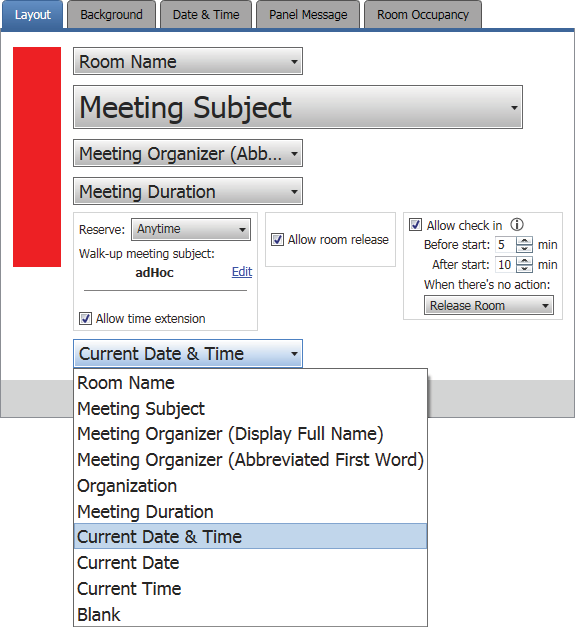 Layout Background Date & Time Panel Message Room Occupancy
Room Name
Meeting Subject
Meeting Organizer (Abb...
Meeting Duration
Reserve: Anytime
Walk-up meeting subject:
adHoc Edit
Allow time extension
Allow room release
Allow check in
Before start: 5 min
After start: 10 min
When there's no action:
Release Room
Current Date & Time
Room Name
Meeting Subject
Meeting Organizer (Display Full Name)
Meeting Organizer (Abbreviated First Word)
Organization
Meeting Duration
Current Date & Time
Current Date
Current Time
Blank